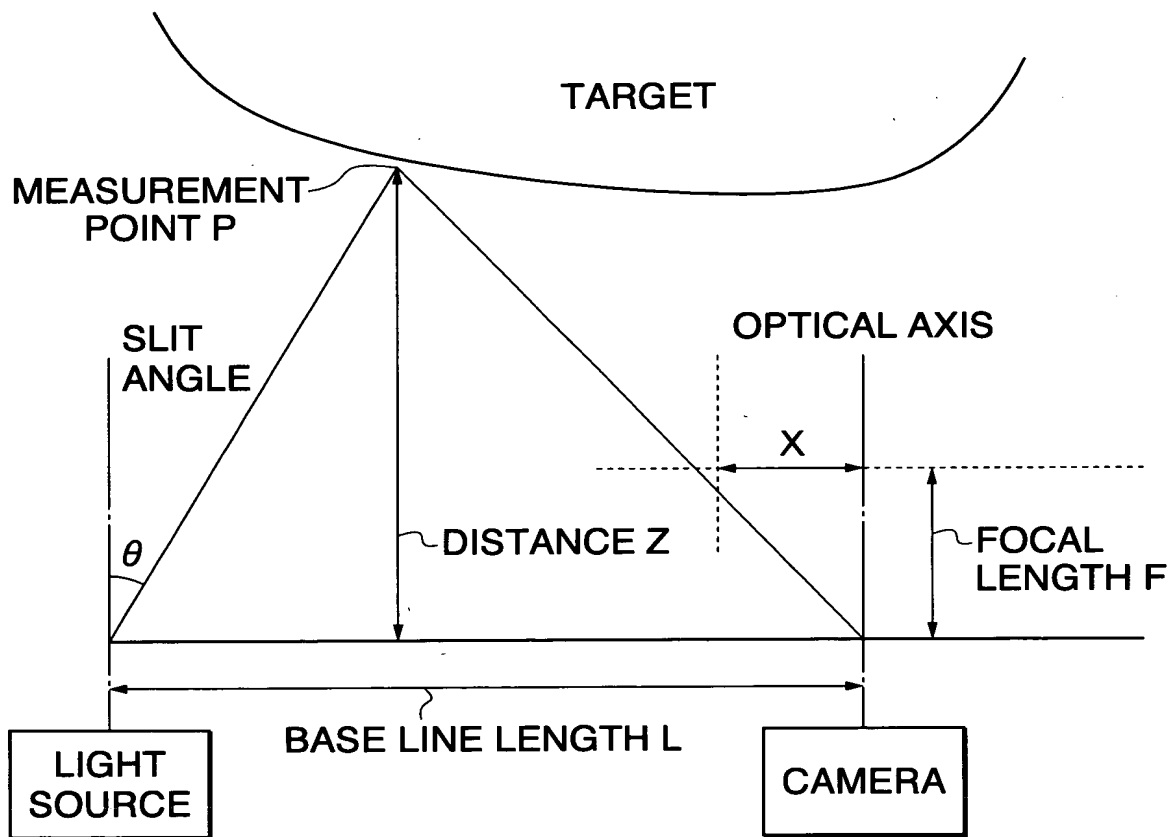 TARGET
MEASUREMENT
POINT P
OPTICAL AXIS
SLIT
ANGLE
X
θ
DISTANCE Z
FOCAL
LENGTH F
BASE LINE LENGTH L
LIGHT
SOURCE
CAMERA